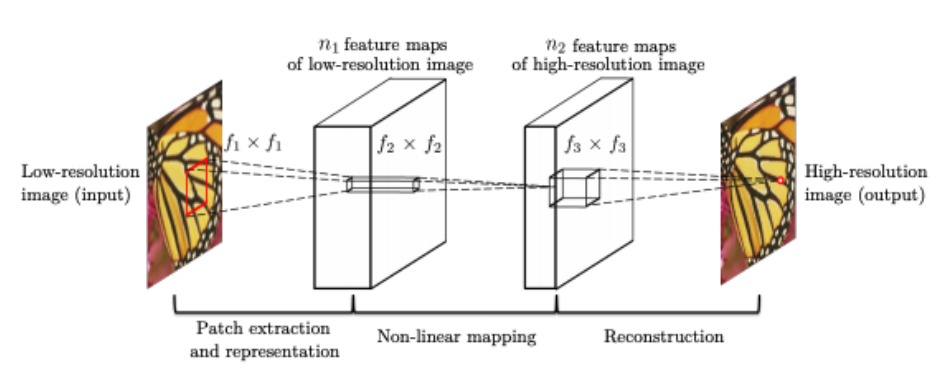 n₁ feature maps
of low-resolution image
n₂ feature maps
of high-resolution image
f₁ × f₁
f₂ × f₂
f₃ × f₃
Low-resolution
image (input)
High-resolution
image (output)
Patch extraction
and representation
Non-linear mapping
Reconstruction